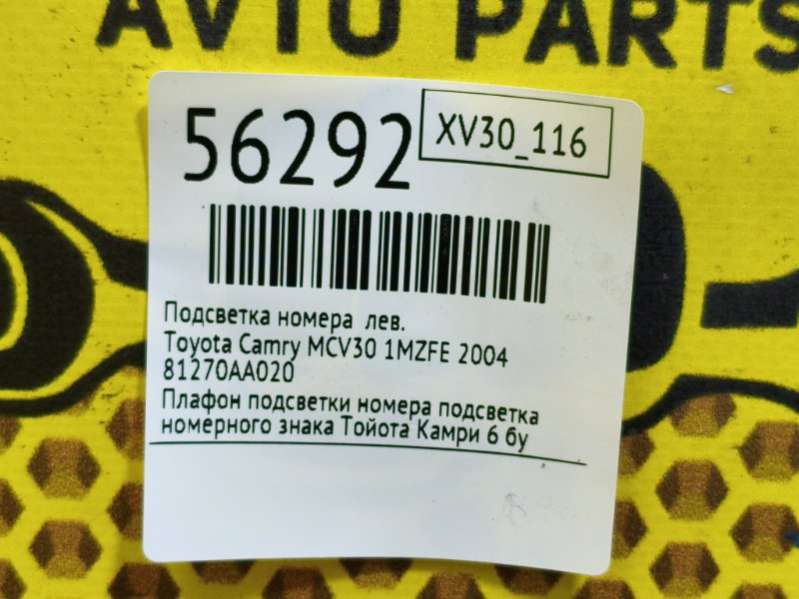 AVTO PARTS
56292
XV30_116
Подсветка номера лев.
Toyota Camry MCV30 1MZFE 2004
81270AA020
Плафон подсветки номера подсветка
номерного знака Тойота Камри 6 бу